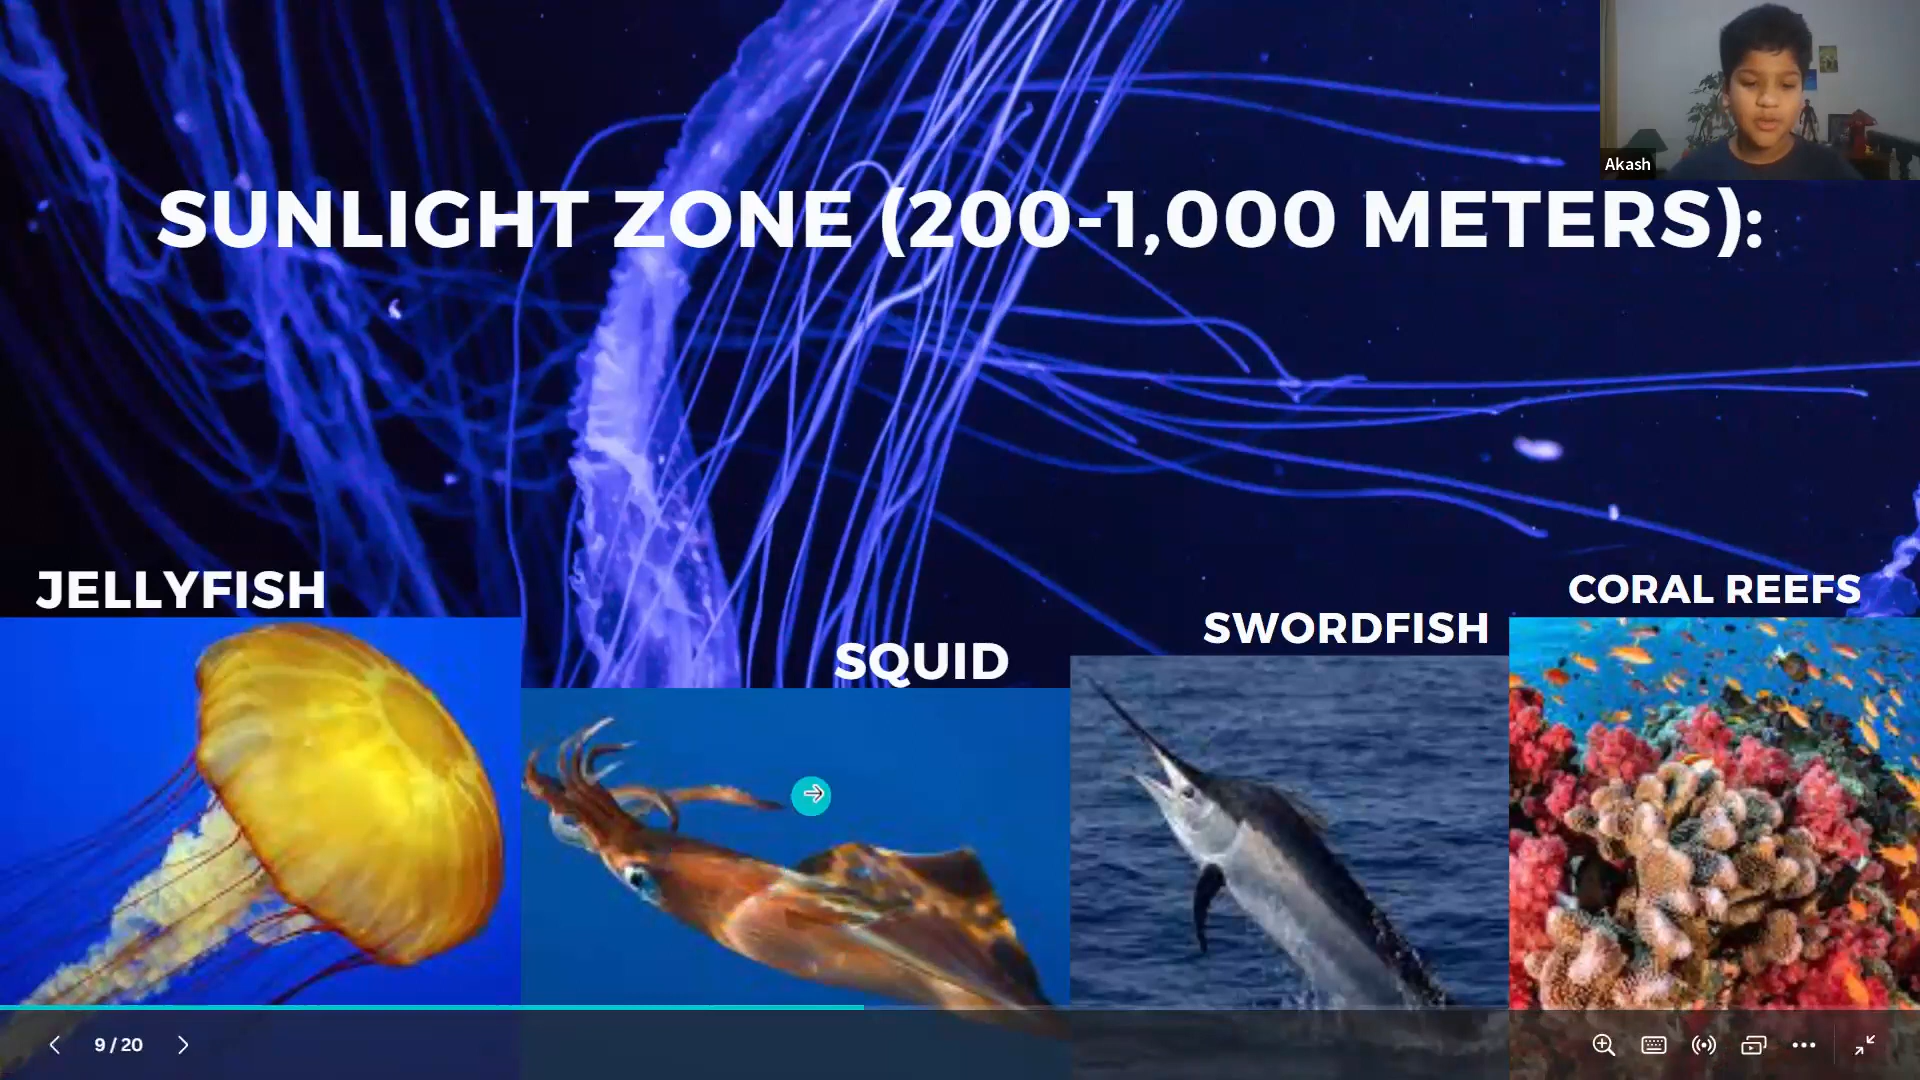 Akash
SUNLIGHT ZONE (200-1,000 METERS):
JELLYFISH
SQUID
SWORDFISH
CORAL REEFS
9 / 20